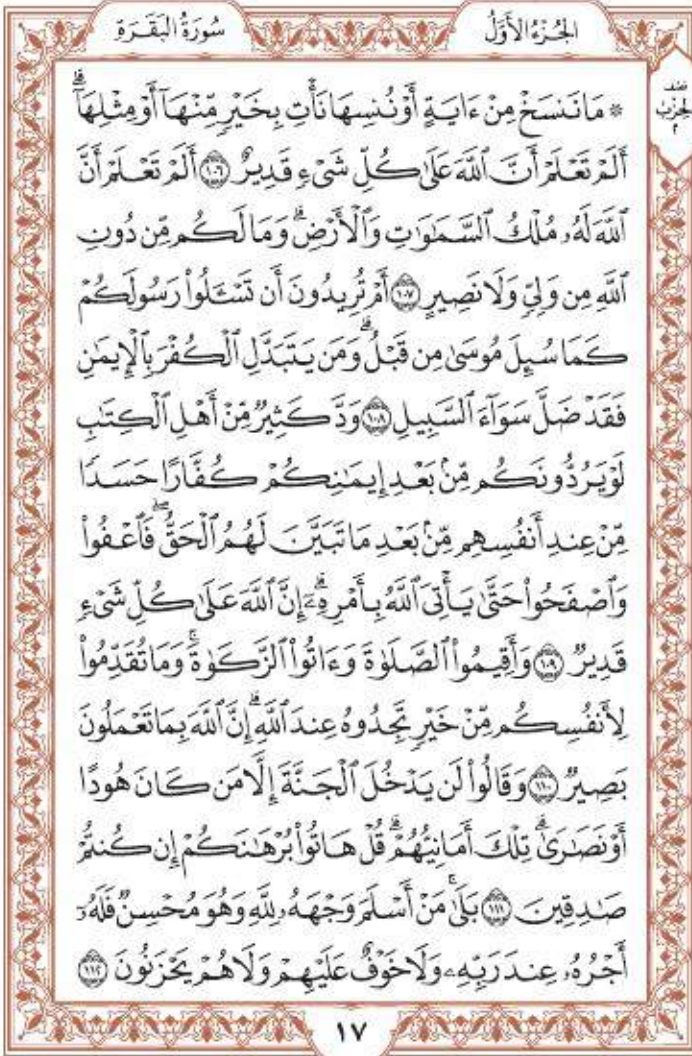 سُورَةُ الْبَقَرَةِ
الجُزْءُ الأَوَّلُ
نصف
الحزب
٢
۞ مَا نَنسَخْ مِنْ ءَايَةٍ أَوْ نُنسِهَا نَأْتِ بِخَيْرٍ مِّنْهَآ أَوْ مِثْلِهَآۗ
أَلَمْ تَعْلَمْ أَنَّ ٱللَّهَ عَلَىٰ كُلِّ شَىْءٍ قَدِيرٌ ۝١٠٦ أَلَمْ تَعْلَمْ أَنَّ
ٱللَّهَ لَهُۥ مُلْكُ ٱلسَّمَٰوَٰتِ وَٱلْأَرْضِۗ وَمَا لَكُم مِّن دُونِ
ٱللَّهِ مِن وَلِىٍّ وَلَا نَصِيرٍ ۝١٠٧ أَمْ تُرِيدُونَ أَن تَسْـَٔلُوا۟ رَسُولَكُمْ
كَمَا سُئِلَ مُوسَىٰ مِن قَبْلُۗ وَمَن يَتَبَدَّلِ ٱلْكُفْرَ بِٱلْإِيمَٰنِ
فَقَدْ ضَلَّ سَوَآءَ ٱلسَّبِيلِ ۝١٠٨ وَدَّ كَثِيرٌ مِّنْ أَهْلِ ٱلْكِتَٰبِ
لَوْ يَرُدُّونَكُم مِّنۢ بَعْدِ إِيمَٰنِكُمْ كُفَّارًا حَسَدًا
مِّنْ عِندِ أَنفُسِهِم مِّنۢ بَعْدِ مَا تَبَيَّنَ لَهُمُ ٱلْحَقُّۖ فَٱعْفُوا۟
وَٱصْفَحُوا۟ حَتَّىٰ يَأْتِىَ ٱللَّهُ بِأَمْرِهِۦٓۗ إِنَّ ٱللَّهَ عَلَىٰ كُلِّ شَىْءٍ
قَدِيرٌ ۝١٠٩ وَأَقِيمُوا۟ ٱلصَّلَوٰةَ وَءَاتُوا۟ ٱلزَّكَوٰةَۚ وَمَا تُقَدِّمُوا۟
لِأَنفُسِكُم مِّنْ خَيْرٍ تَجِدُوهُ عِندَ ٱللَّهِۗ إِنَّ ٱللَّهَ بِمَا تَعْمَلُونَ
بَصِيرٌ ۝١١٠ وَقَالُوا۟ لَن يَدْخُلَ ٱلْجَنَّةَ إِلَّا مَن كَانَ هُودًا
أَوْ نَصَٰرَىٰۗ تِلْكَ أَمَانِيُّهُمْۗ قُلْ هَاتُوا۟ بُرْهَٰنَكُمْ إِن كُنتُمْ
صَٰدِقِينَ ۝١١١ بَلَىٰۚ مَنْ أَسْلَمَ وَجْهَهُۥ لِلَّهِ وَهُوَ مُحْسِنٌ فَلَهُۥٓ
أَجْرُهُۥ عِندَ رَبِّهِۦ وَلَا خَوْفٌ عَلَيْهِمْ وَلَا هُمْ يَحْزَنُونَ ۝١١٢
١٧